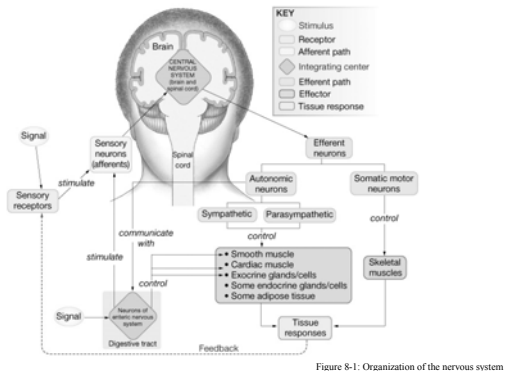 KEY
Stimulus
Receptor
Afferent path
Integrating center
Efferent path
Effector
Tissue response
Brain
CENTRAL
NERVOUS
SYSTEM
(brain and
spinal cord)
Signal
Sensory
neurons
(afferents)
Spinal
cord
Efferent
neurons
stimulate
Sensory
receptors
Autonomic
neurons
Somatic motor
neurons
Sympathetic
Parasympathetic
communicate
with
control
control
stimulate
control
• Smooth muscle
• Cardiac muscle
• Exocrine glands/cells
• Some endocrine glands/cells
• Some adipose tissue
Skeletal
muscles
Signal
Neurons of
enteric nervous
system
Digestive tract
Tissue
responses
Feedback
Figure 8-1: Organization of the nervous system